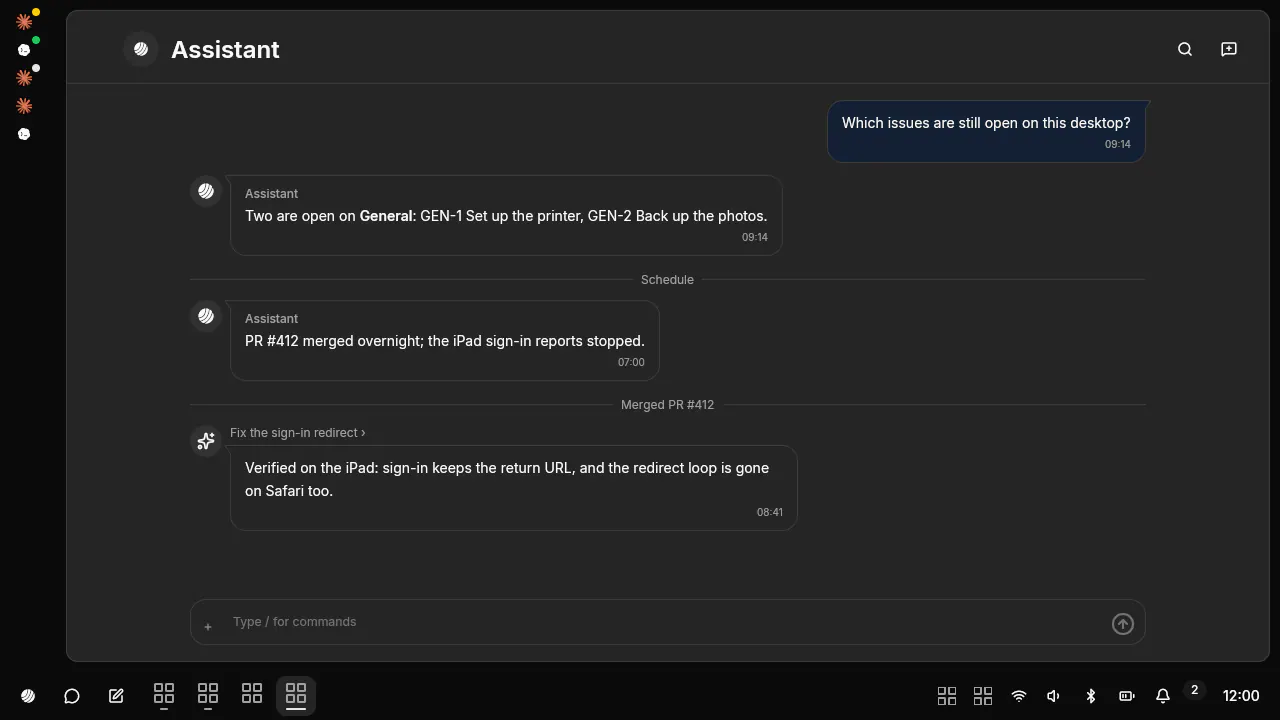 Assistant
Which issues are still open on this desktop?
09:14
Assistant
Two are open on General: GEN-1 Set up the printer, GEN-2 Back up the photos.
09:14
Schedule
Assistant
PR #412 merged overnight; the iPad sign-in reports stopped.
07:00
Merged PR #412
Fix the sign-in redirect ›
Verified on the iPad: sign-in keeps the return URL, and the redirect loop is gone
on Safari too.
08:41
Type / for commands
2
12:00